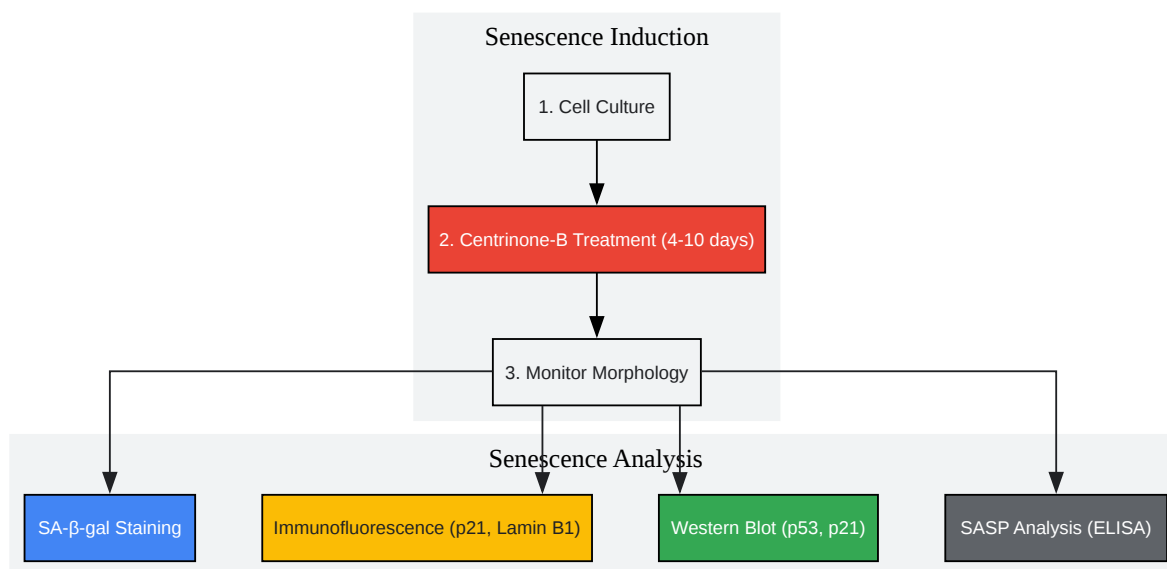 Senescence Induction
1. Cell Culture
2. Centrinone-B Treatment (4-10 days)
3. Monitor Morphology
Senescence Analysis
SA-β-gal Staining
Immunofluorescence (p21, Lamin B1)
Western Blot (p53, p21)
SASP Analysis (ELISA)